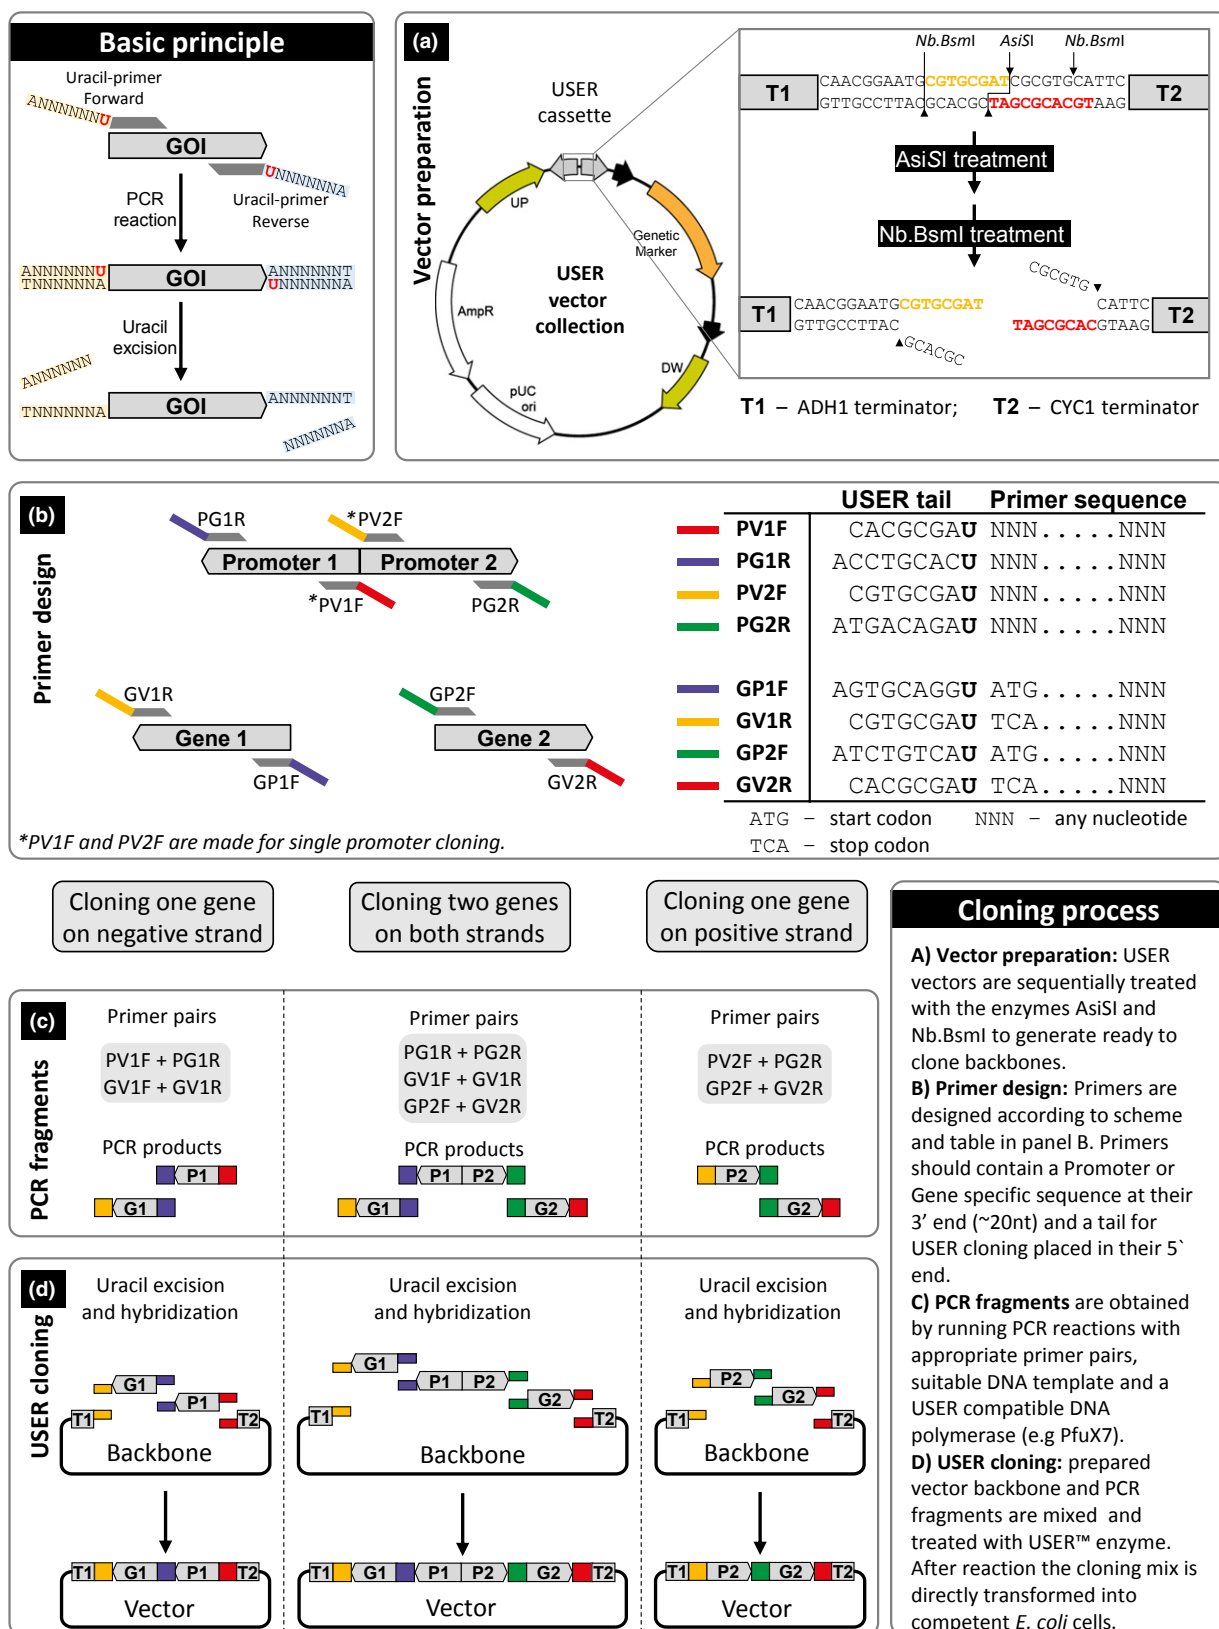 Basic principle
Uracil-primer
Forward
ANNNNNNU
GOI
UNNNNNNA
PCR
reaction
Uracil-primer
Reverse
ANNNNNNU
TNNNNNNA
GOI
ANNNNNNT
UNNNNNNA
Uracil
excision
ANNNNNN
TNNNNNNA
GOI
ANNNNNNT
NNNNNNA
(a)
Vector preparation
USER
cassette
UP
Genetic
Marker
USER
vector
collection
AmpR
DW
pUC
ori
Nb.BsmI AsiSI Nb.BsmI
T1
CAACGGAATGCGTGCGATCGCGTGCATTC
GTTGCCTTACGCACGCTAGCGCACGTAAG
T2
AsiSI treatment
Nb.BsmI treatment
CGCGTG
T1
CAACGGAATGCGTGCGAT
GTTGCCTTAC
GCACGC
CATTC
TAGCGCACGTAAG
T2
T1 – ADH1 terminator; T2 – CYC1 terminator
(b)
Primer design
PG1R *PV2F
Promoter 1 Promoter 2
*PV1F PG2R
GV1R GP2F
Gene 1 Gene 2
GP1F GV2R
*PV1F and PV2F are made for single promoter cloning.
USER tail Primer sequence
PV1F CACGCGAU NNN.....NNN
PG1R ACCTGCACU NNN.....NNN
PV2F CGTGCGAU NNN.....NNN
PG2R ATGACAGAU NNN.....NNN
GP1F AGTGCAGGU ATG.....NNN
GV1R CGTGCGAU TCA.....NNN
GP2F ATCTGTCAU ATG.....NNN
GV2R CACGCGAU TCA.....NNN
ATG – start codon NNN – any nucleotide
TCA – stop codon
Cloning one gene
on negative strand
Cloning two genes
on both strands
Cloning one gene
on positive strand
(c)
PCR fragments
Primer pairs
PV1F + PG1R
GV1F + GV1R
PCR products
P1
G1
Primer pairs
PG1R + PG2R
GV1F + GV1R
GP2F + GV2R
PCR products
P1 P2
G1 G2
Primer pairs
PV2F + PG2R
GP2F + GV2R
PCR products
P2
G2
(d)
USER cloning
Uracil excision
and hybridization
G1
P1
T1 T2
Backbone
T1 G1 P1 T2
Vector
Uracil excision
and hybridization
G1
P1 P2
G2
T1 T2
Backbone
T1 G1 P1 P2 G2 T2
Vector
Uracil excision
and hybridization
P2
G2
T1 T2
Backbone
T1 P2 G2 T2
Vector
Cloning process
A) Vector preparation: USER
vectors are sequentially treated
with the enzymes AsiSI and
Nb.BsmI to generate ready to
clone backbones.
B) Primer design: Primers are
designed according to scheme
and table in panel B. Primers
should contain a Promoter or
Gene specific sequence at their
3' end (~20nt) and a tail for
USER cloning placed in their 5`
end.
C) PCR fragments are obtained
by running PCR reactions with
appropriate primer pairs,
suitable DNA template and a
USER compatible DNA
polymerase (e.g PfuX7).
D) USER cloning: prepared
vector backbone and PCR
fragments are mixed and
treated with USER™ enzyme.
After reaction the cloning mix is
directly transformed into
competent E. coli cells.